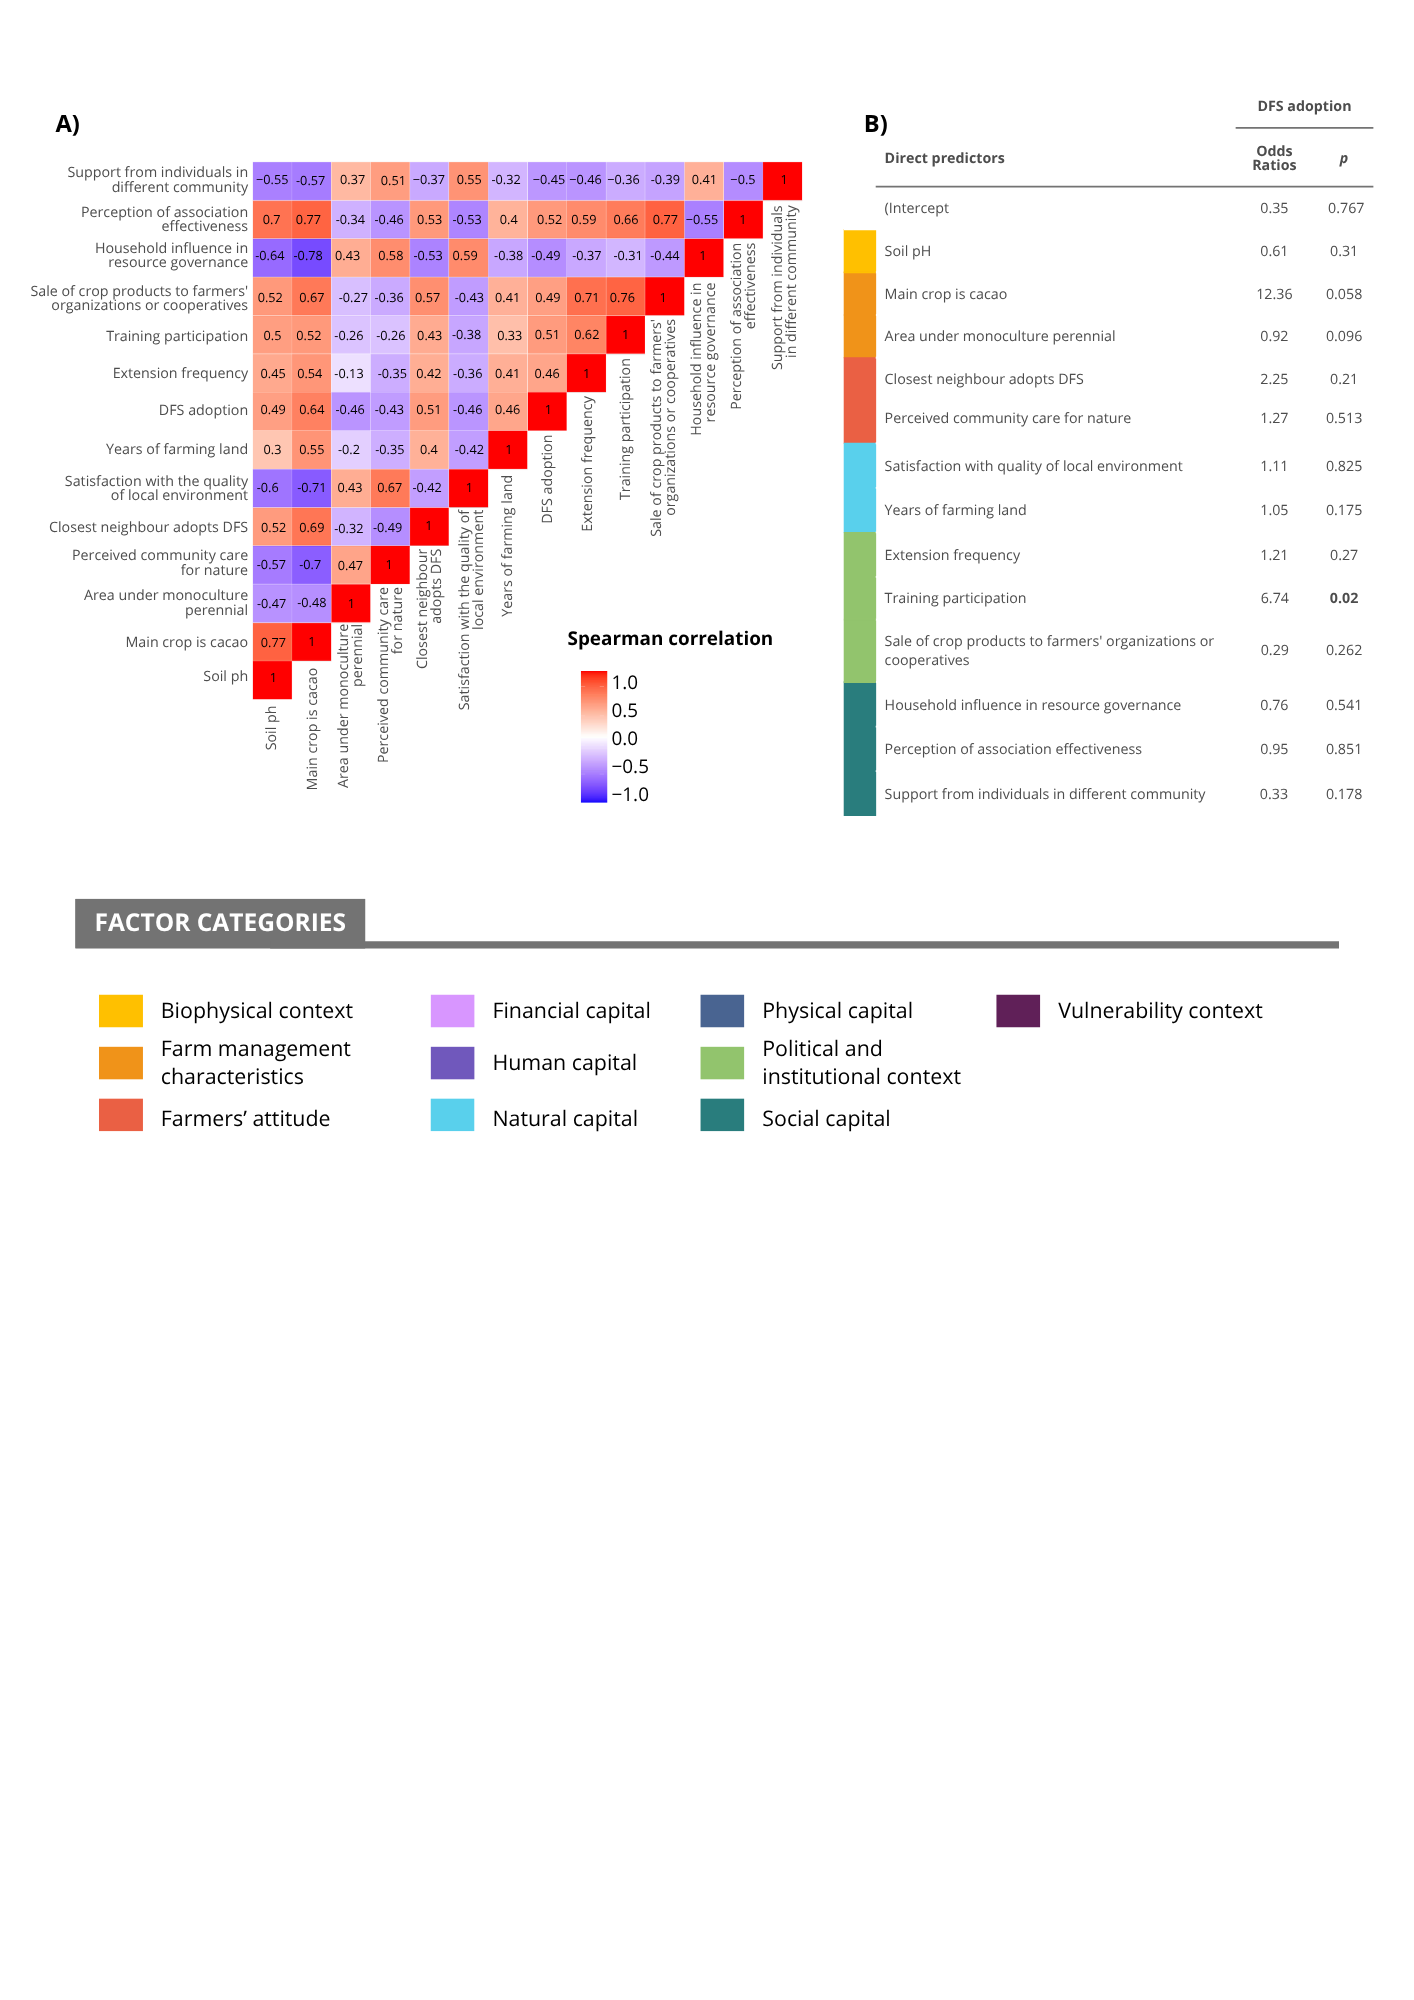 A)
Support from individuals in
different community
−0.55 -0.57 0.37 0.51 −0.37 0.55 -0.32 −0.45 −0.46 −0.36 −0.39 0.41 −0.5 1
Perception of association
effectiveness
0.7 0.77 -0.34 -0.46 0.53 -0.53 0.4 0.52 0.59 0.66 0.77 −0.55 1
Household influence in
resource governance
-0.64 -0.78 0.43 0.58 -0.53 0.59 -0.38 -0.49 -0.37 -0.31 -0.44 1
Sale of crop products to farmers'
organizations or cooperatives
0.52 0.67 -0.27 -0.36 0.57 -0.43 0.41 0.49 0.71 0.76 1
Training participation
0.5 0.52 -0.26 -0.26 0.43 -0.38 0.33 0.51 0.62 1
Extension frequency
0.45 0.54 -0.13 -0.35 0.42 -0.36 0.41 0.46 1
DFS adoption
0.49 0.64 -0.46 -0.43 0.51 -0.46 0.46 1
Years of farming land
0.3 0.55 -0.2 -0.35 0.4 -0.42 1
Satisfaction with the quality
of local environment
-0.6 -0.71 0.43 0.67 -0.42 1
Closest neighbour adopts DFS
0.52 0.69 -0.32 -0.49 1
Perceived community care
for nature
-0.57 -0.7 0.47 1
Area under monoculture
perennial
-0.47 -0.48 1
Main crop is cacao
0.77 1
Soil ph
1
Soil ph
Main crop is cacao
Area under monoculture
perennial
Perceived community care
for nature
Closest neighbour
adopts DFS
Satisfaction with the quality of
local environment
Years of farming land
DFS adoption
Extension frequency
Training participation
Sale of crop products to farmers'
organizations or cooperatives
Household influence in
resource governance
Perception of association
effectiveness
Support from individuals
in different community
Spearman correlation
1.0
0.5
0.0
−0.5
−1.0
B)
DFS adoption
Direct predictors
Odds
Ratios
p
(Intercept 0.35 0.767
Soil pH 0.61 0.31
Main crop is cacao 12.36 0.058
Area under monoculture perennial 0.92 0.096
Closest neighbour adopts DFS 2.25 0.21
Perceived community care for nature 1.27 0.513
Satisfaction with quality of local environment 1.11 0.825
Years of farming land 1.05 0.175
Extension frequency 1.21 0.27
Training participation 6.74 0.02
Sale of crop products to farmers' organizations or
cooperatives
0.29 0.262
Household influence in resource governance 0.76 0.541
Perception of association effectiveness 0.95 0.851
Support from individuals in different community 0.33 0.178
FACTOR CATEGORIES
Biophysical context
Farm management
characteristics
Farmers’ attitude
Financial capital
Human capital
Natural capital
Physical capital
Political and
institutional context
Social capital
Vulnerability context